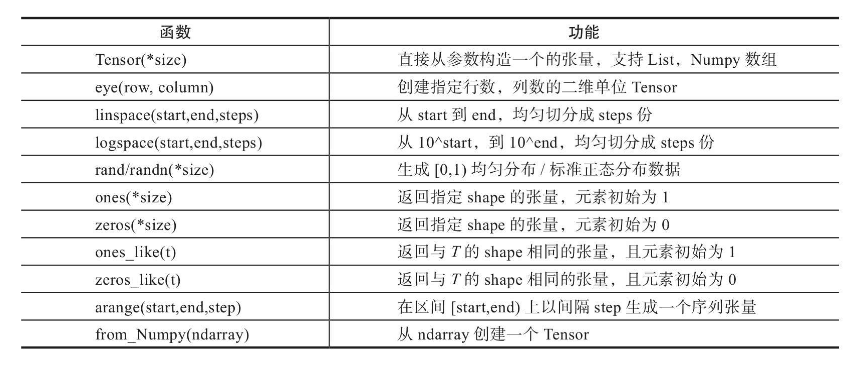 函数 功能
Tensor(*size) 直接从参数构造一个的张量，支持 List，Numpy 数组
eye(row, column) 创建指定行数，列数的二维单位 Tensor
linspace(start,end,steps) 从 start 到 end，均匀切分成 steps 份
logspace(start,end,steps) 从 10^start，到 10^end，均匀切分成 steps 份
rand/randn(*size) 生成 [0,1) 均匀分布 / 标准正态分布数据
ones(*size) 返回指定 shape 的张量，元素初始为 1
zeros(*size) 返回指定 shape 的张量，元素初始为 0
ones_like(t) 返回与 T 的 shape 相同的张量，且元素初始为 1
zeros_like(t) 返回与 T 的 shape 相同的张量，且元素初始为 0
arange(start,end,step) 在区间 [start,end) 上以间隔 step 生成一个序列张量
from_Numpy(ndarray) 从 ndarray 创建一个 Tensor